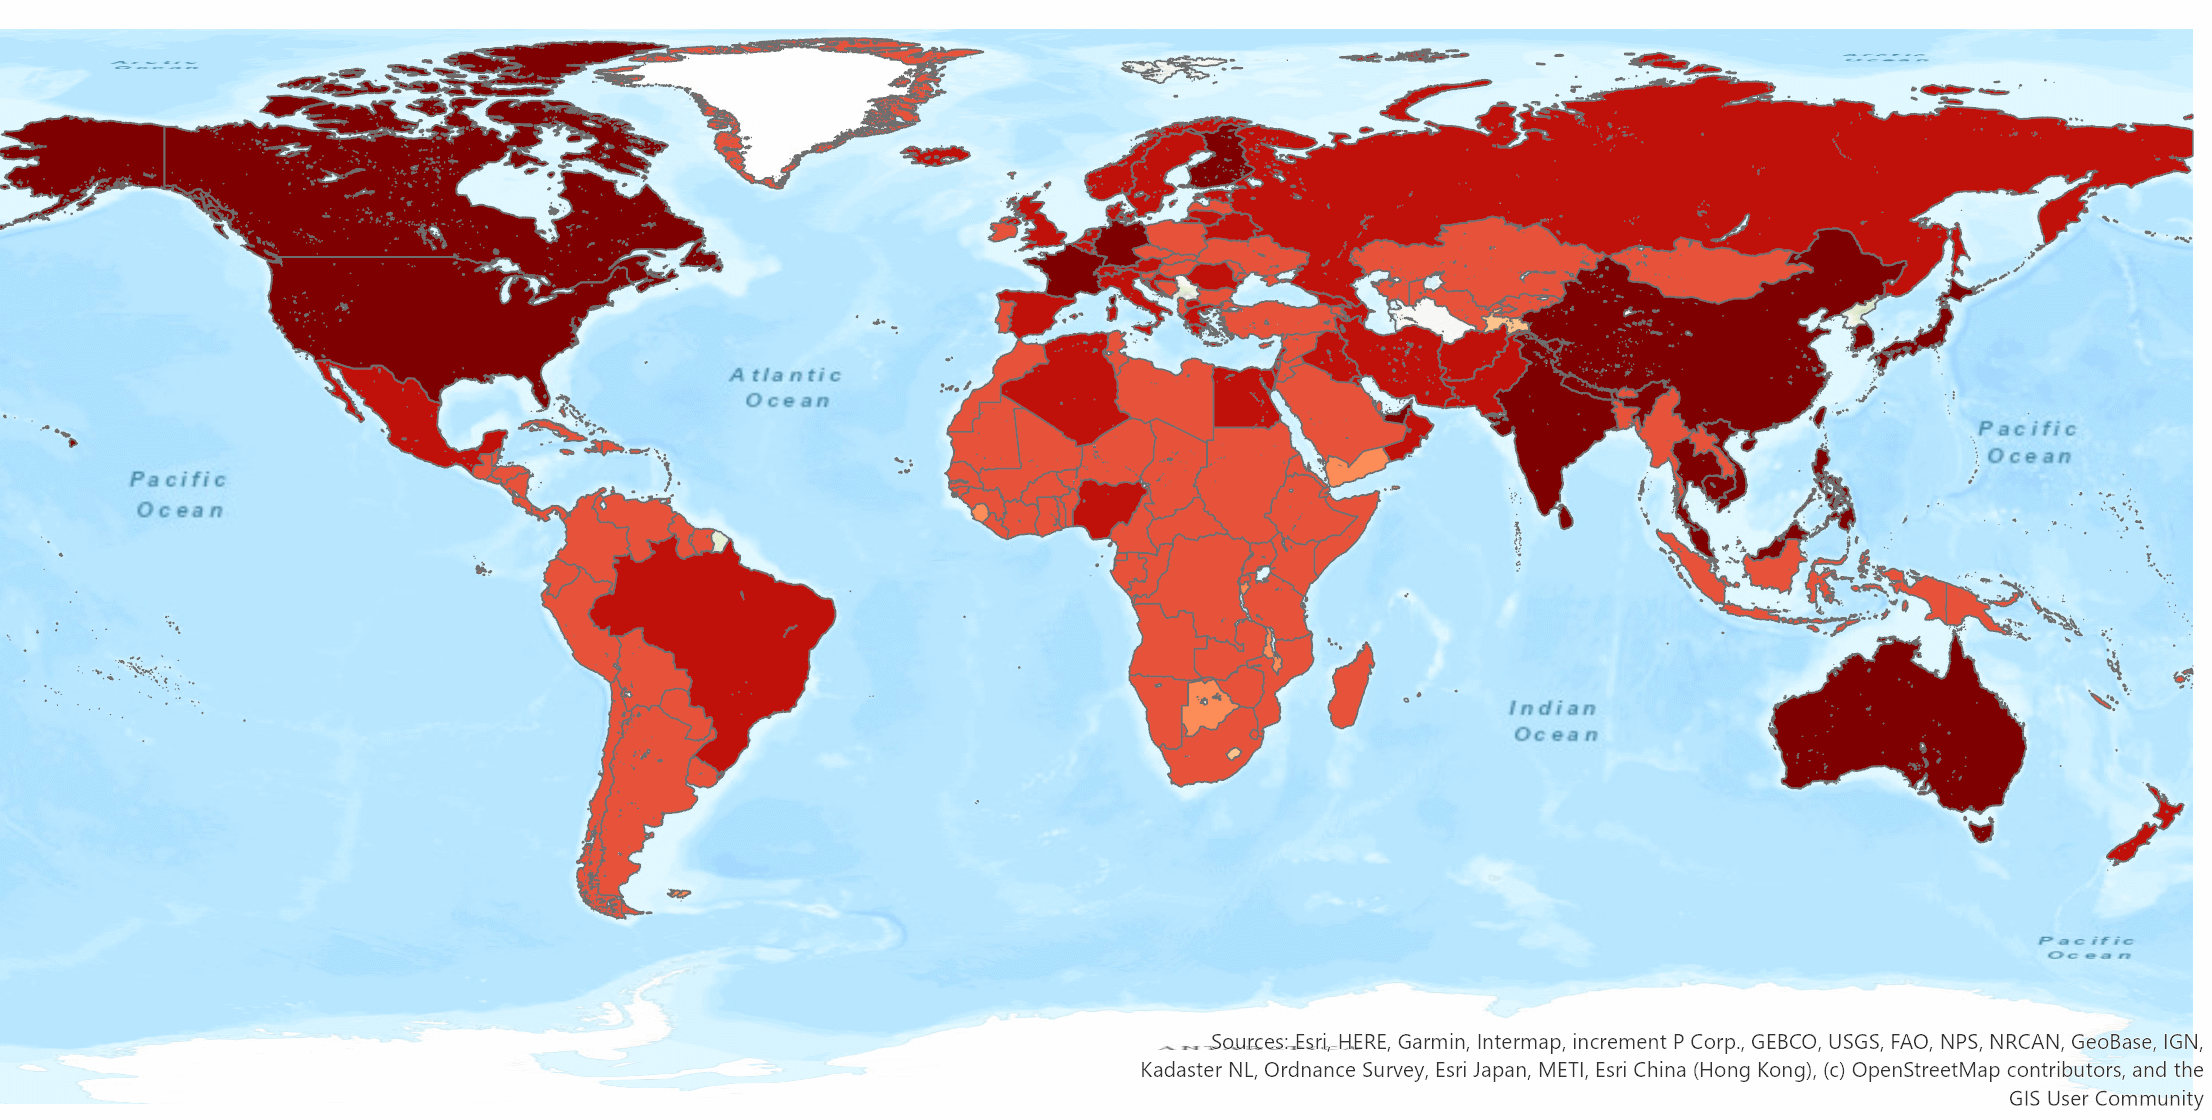 Arctic
Ocean
Arctic
Ocean
Atlantic
Ocean
Pacific
Ocean
Pacific
Ocean
Indian
Ocean
Pacific
Ocean
Sources: Esri, HERE, Garmin, Intermap, increment P Corp., GEBCO, USGS, FAO, NPS, NRCAN, GeoBase, IGN,
Kadaster NL, Ordnance Survey, Esri Japan, METI, Esri China (Hong Kong), (c) OpenStreetMap contributors, and the
GIS User Community